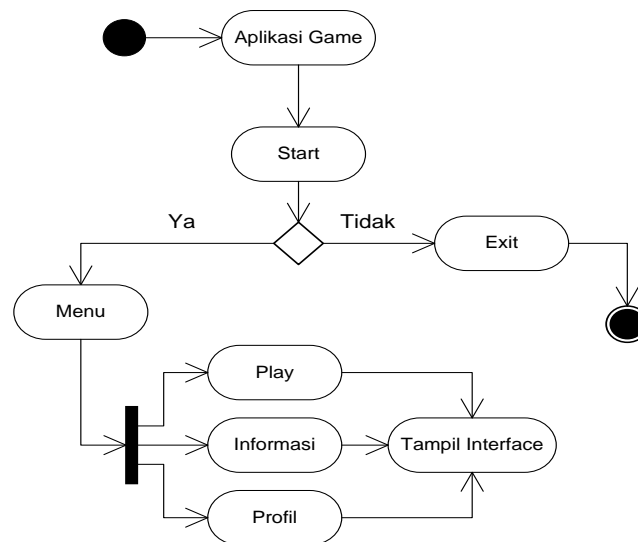 Aplikasi Game
Start
Ya
Tidak
Exit
Menu
Play
Informasi
Tampil Interface
Profil